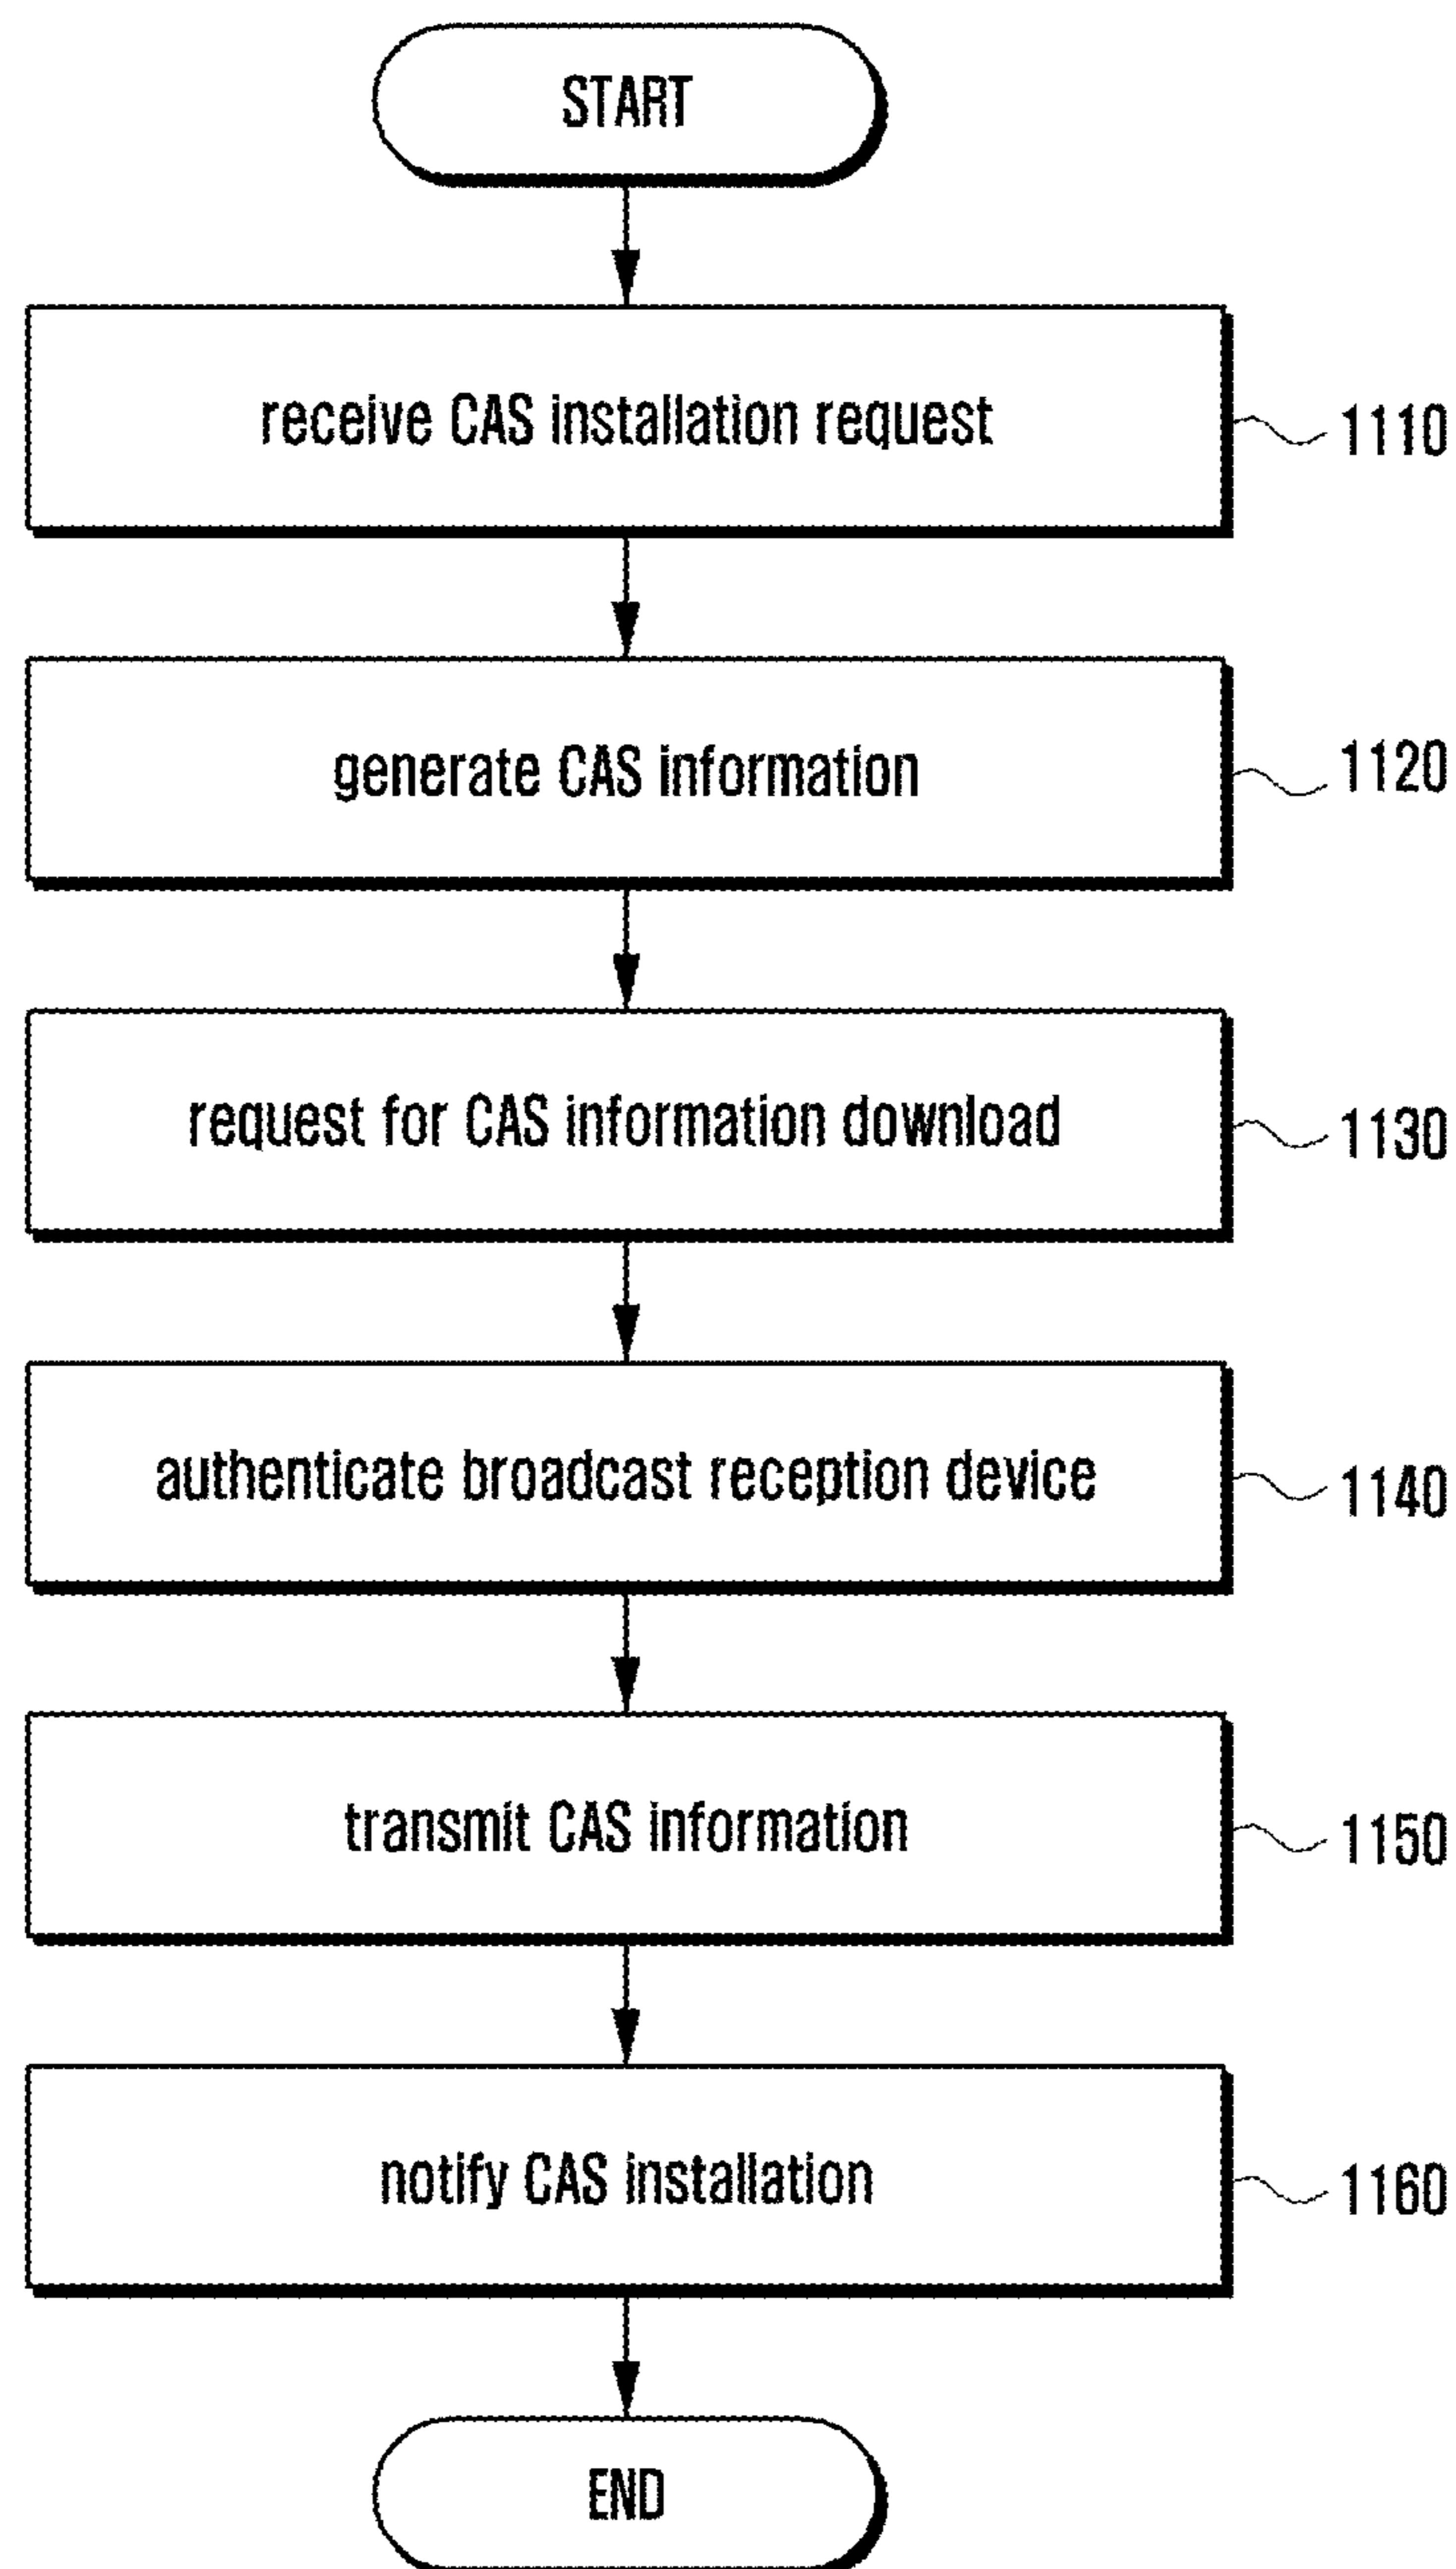 START
receive CAS installation request
1110
generate CAS information
1120
request for CAS information download
1130
authenticate broadcast reception device
1140
transmit CAS information
1150
notify CAS installation
1160
END